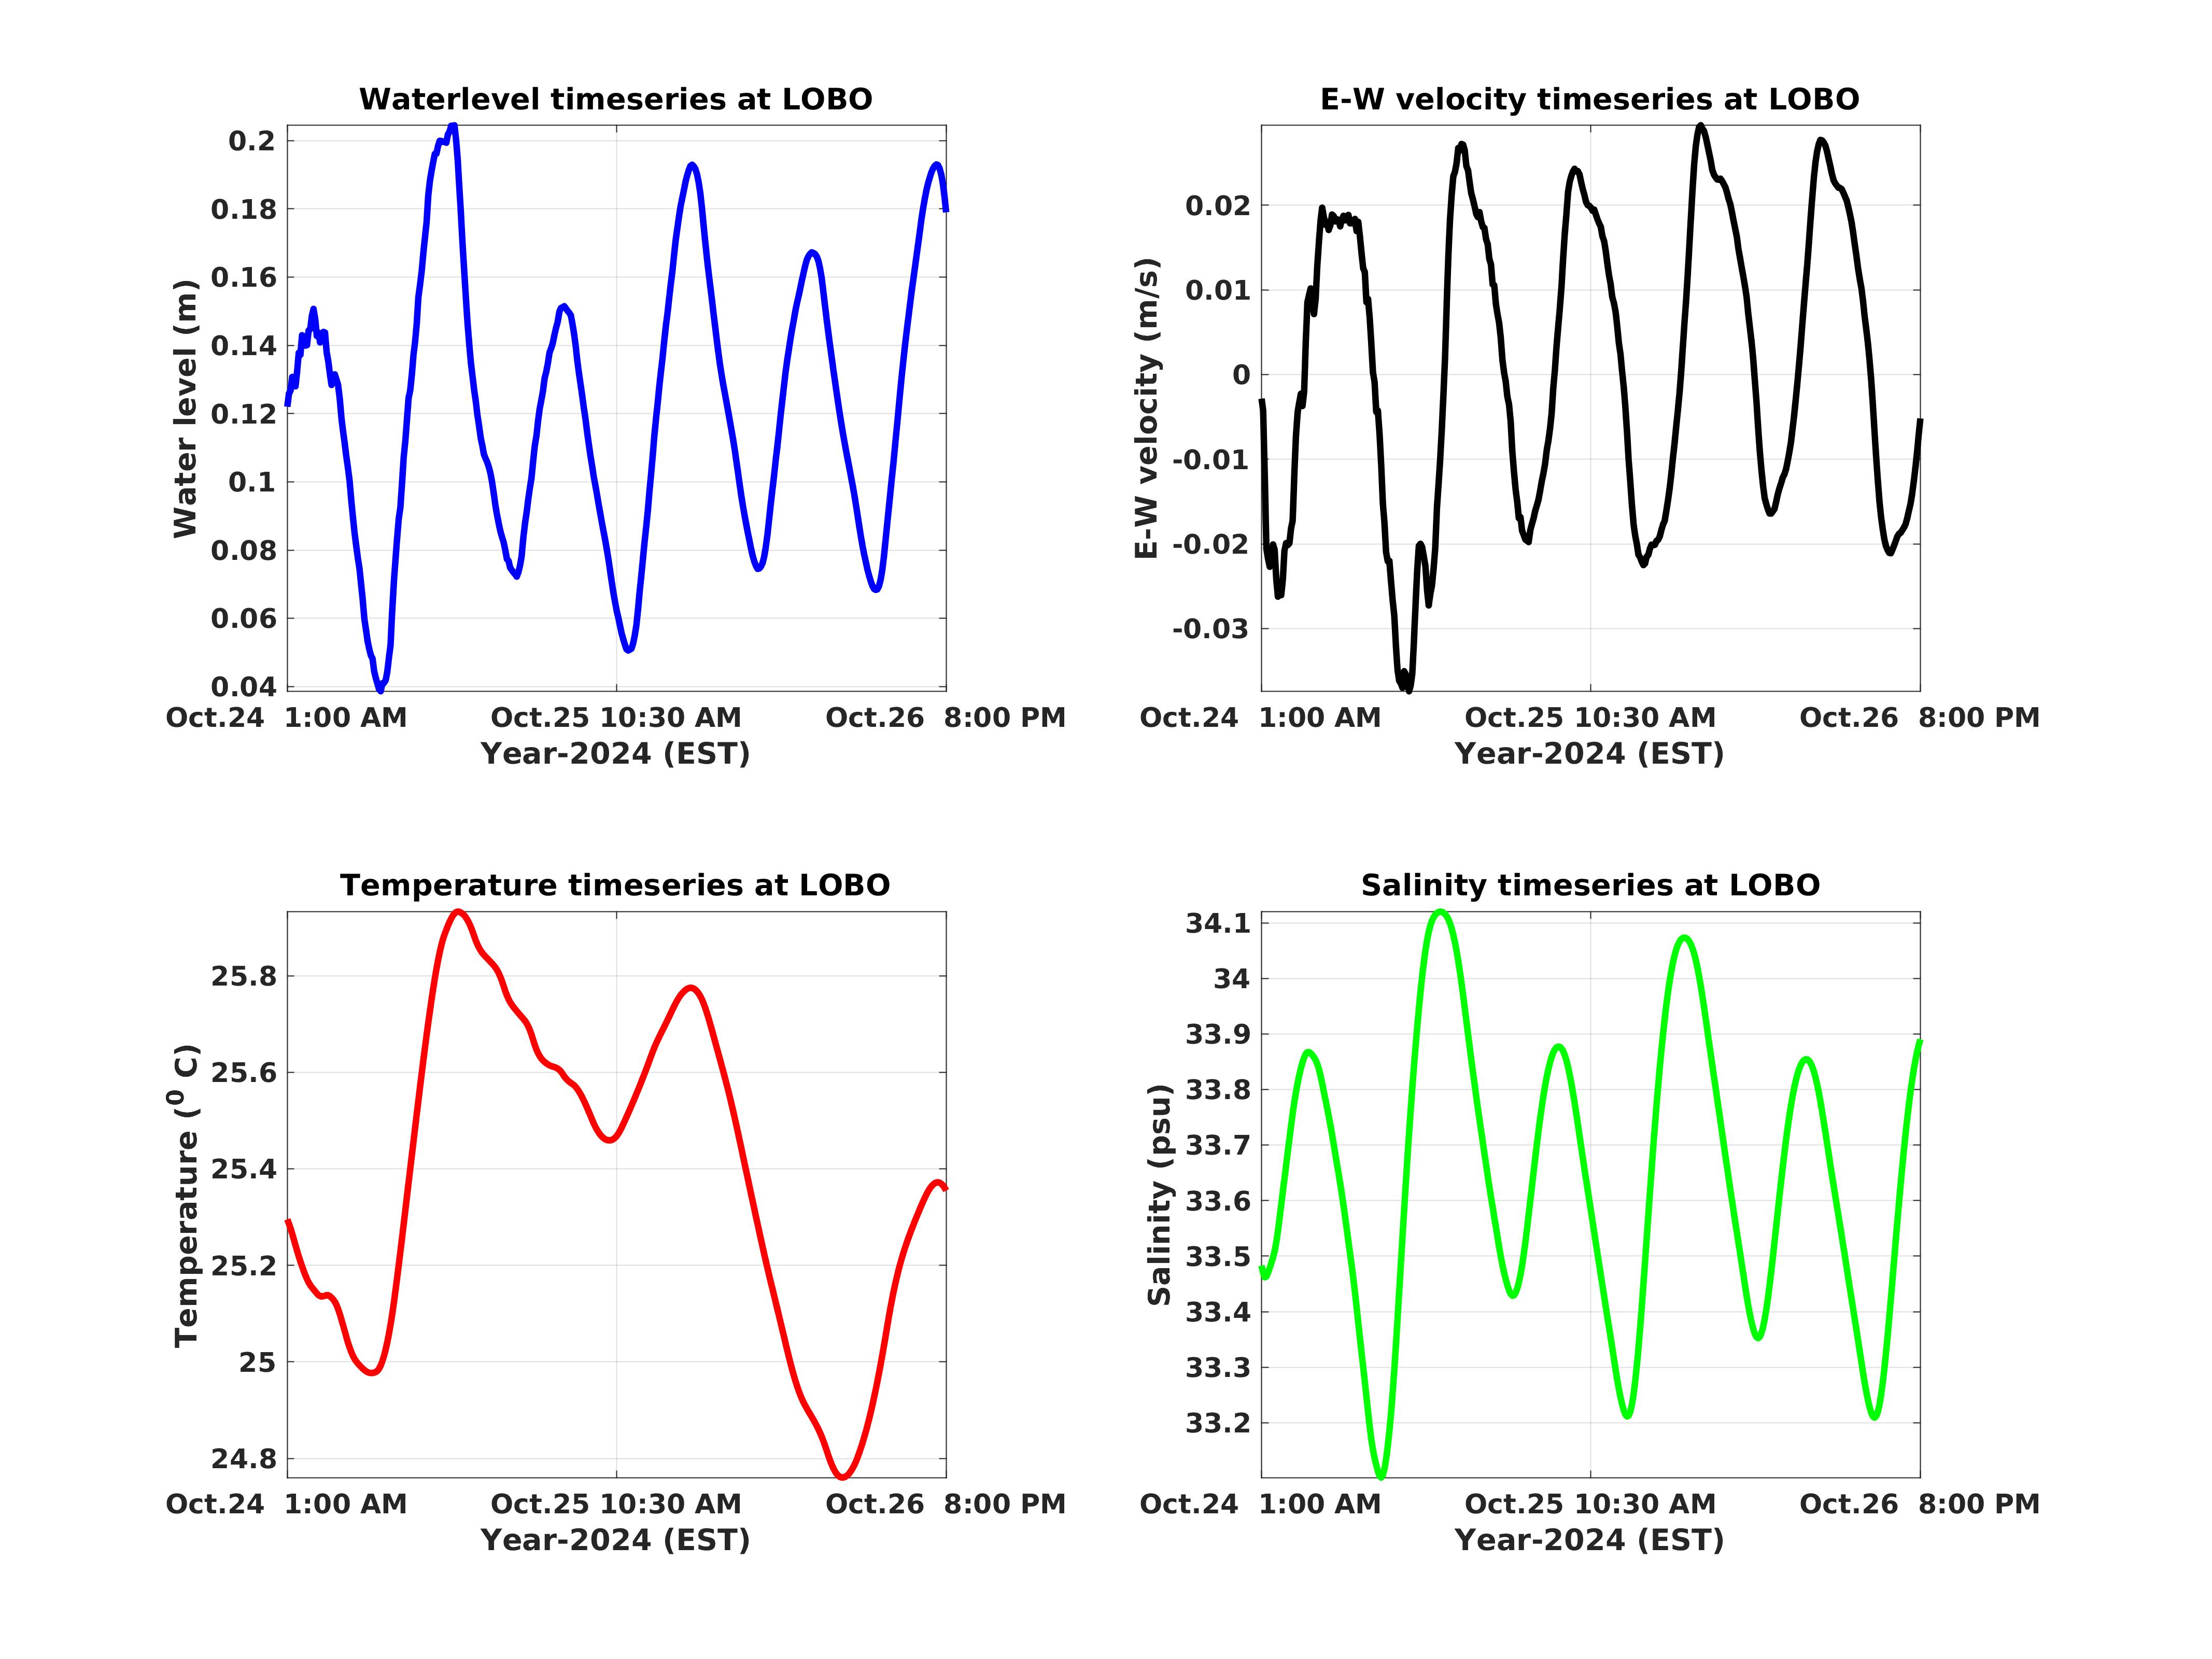 Waterlevel timeseries at LOBO
0.2
0.18
0.16
0.14
0.12
0.1
0.08
0.06
0.04
Water level (m)
Oct.24 1:00 AM Oct.25 10:30 AM Oct.26 8:00 PM
Year-2024 (EST)
E-W velocity timeseries at LOBO
0.02
0.01
0
-0.01
-0.02
-0.03
E-W velocity (m/s)
Oct.24 1:00 AM Oct.25 10:30 AM Oct.26 8:00 PM
Year-2024 (EST)
Temperature timeseries at LOBO
25.8
25.6
25.4
25.2
25
24.8
Temperature (⁰ C)
Oct.24 1:00 AM Oct.25 10:30 AM Oct.26 8:00 PM
Year-2024 (EST)
Salinity timeseries at LOBO
34.1
34
33.9
33.8
33.7
33.6
33.5
33.4
33.3
33.2
Salinity (psu)
Oct.24 1:00 AM Oct.25 10:30 AM Oct.26 8:00 PM
Year-2024 (EST)